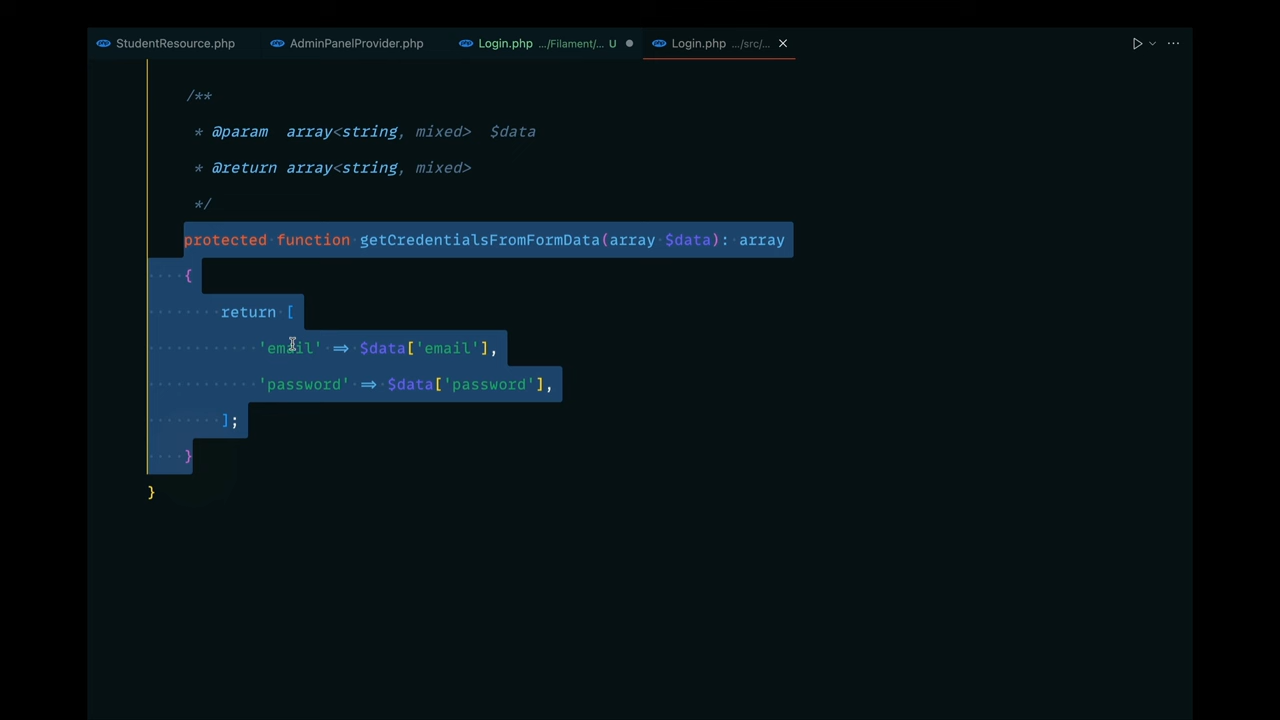 StudentResource.php AdminPanelProvider.php Login.php .../Filament/... U Login.php .../src/...
/**
* @param array<string, mixed> $data
* @return array<string, mixed>
*/
protected function getCredentialsFromFormData(array $data): array
{
return [
'email' => $data['email'],
'password' => $data['password'],
];
}
}